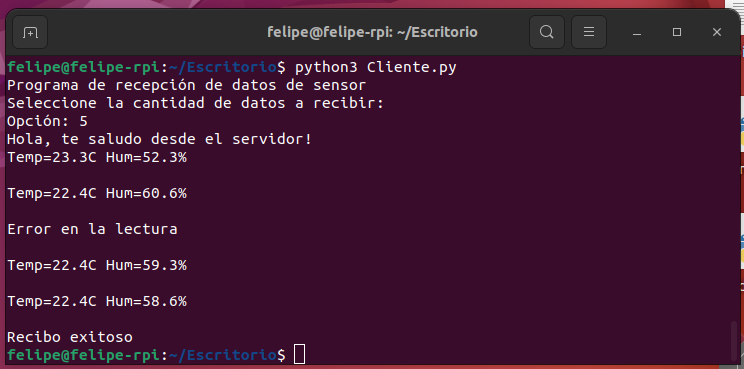 felipe@felipe-rpi: ~/Escritorio
felipe@felipe-rpi:~/Escritorio$ python3 Cliente.py
Programa de recepción de datos de sensor
Seleccione la cantidad de datos a recibir:
Opción: 5
Hola, te saludo desde el servidor!
Temp=23.3C Hum=52.3%
Temp=22.4C Hum=60.6%
Error en la lectura
Temp=22.4C Hum=59.3%
Temp=22.4C Hum=58.6%
Recibo exitoso
felipe@felipe-rpi:~/Escritorio$